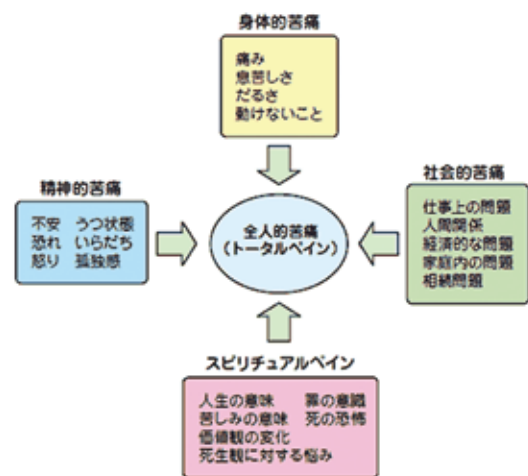 身体的苦痛
痛み
息苦しさ
だるさ
動けないこと
精神的苦痛
不安 うつ状態
恐れ いらだち
怒り 孤独感
全人的苦痛
(トータルペイン)
社会的苦痛
仕事上の問題
人間関係
経済的な問題
家庭内の問題
相続問題
スピリチュアルペイン
人生の意味 罪の意識
苦しみの意味 死の恐怖
価値観の変化
死生観に対する悩み